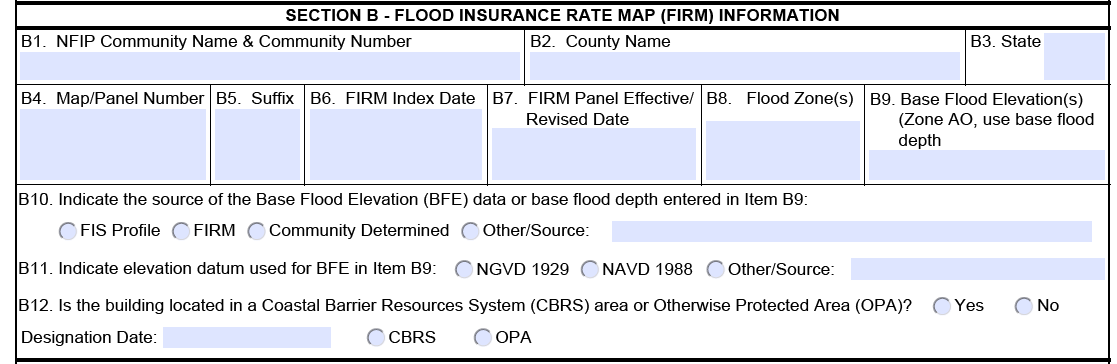 SECTION B - FLOOD INSURANCE RATE MAP (FIRM) INFORMATION
B1. NFIP Community Name & Community Number
B2. County Name
B3. State
B4. Map/Panel Number
B5. Suffix
B6. FIRM Index Date
B7. FIRM Panel Effective/
Revised Date
B8. Flood Zone(s)
B9. Base Flood Elevation(s)
(Zone AO, use base flood
depth
B10. Indicate the source of the Base Flood Elevation (BFE) data or base flood depth entered in Item B9:
FIS Profile FIRM Community Determined Other/Source:
B11. Indicate elevation datum used for BFE in Item B9: NGVD 1929 NAVD 1988 Other/Source:
B12. Is the building located in a Coastal Barrier Resources System (CBRS) area or Otherwise Protected Area (OPA)? Yes No
Designation Date: CBRS OPA